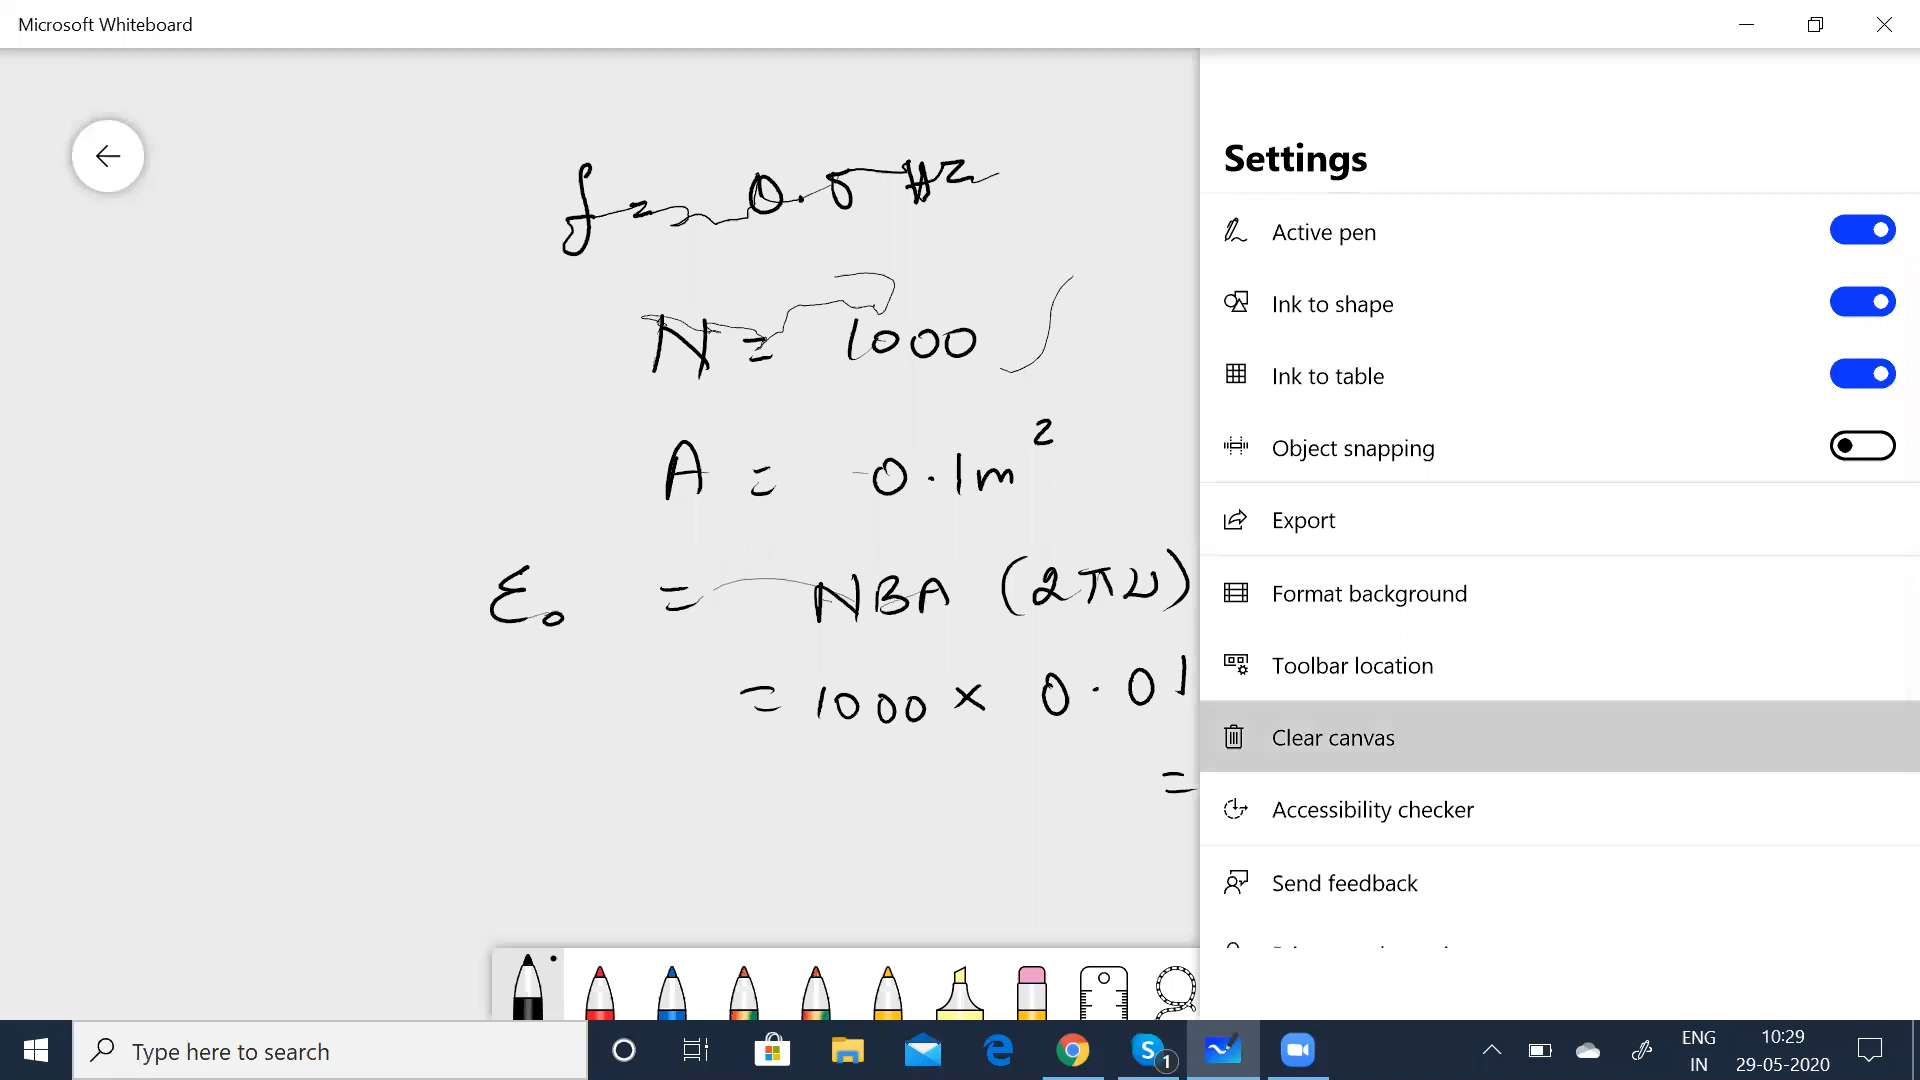 Microsoft Whiteboard
f = 0.5 Hz
N = 1000
A = 0.1m²
ε₀ = NBA (2πν)
= 1000 × 0.01
=
Settings
Active pen
Ink to shape
Ink to table
Object snapping
Export
Format background
Toolbar location
Clear canvas
Accessibility checker
Send feedback
Type here to search
S
1
ENG
IN
10:29
29-05-2020